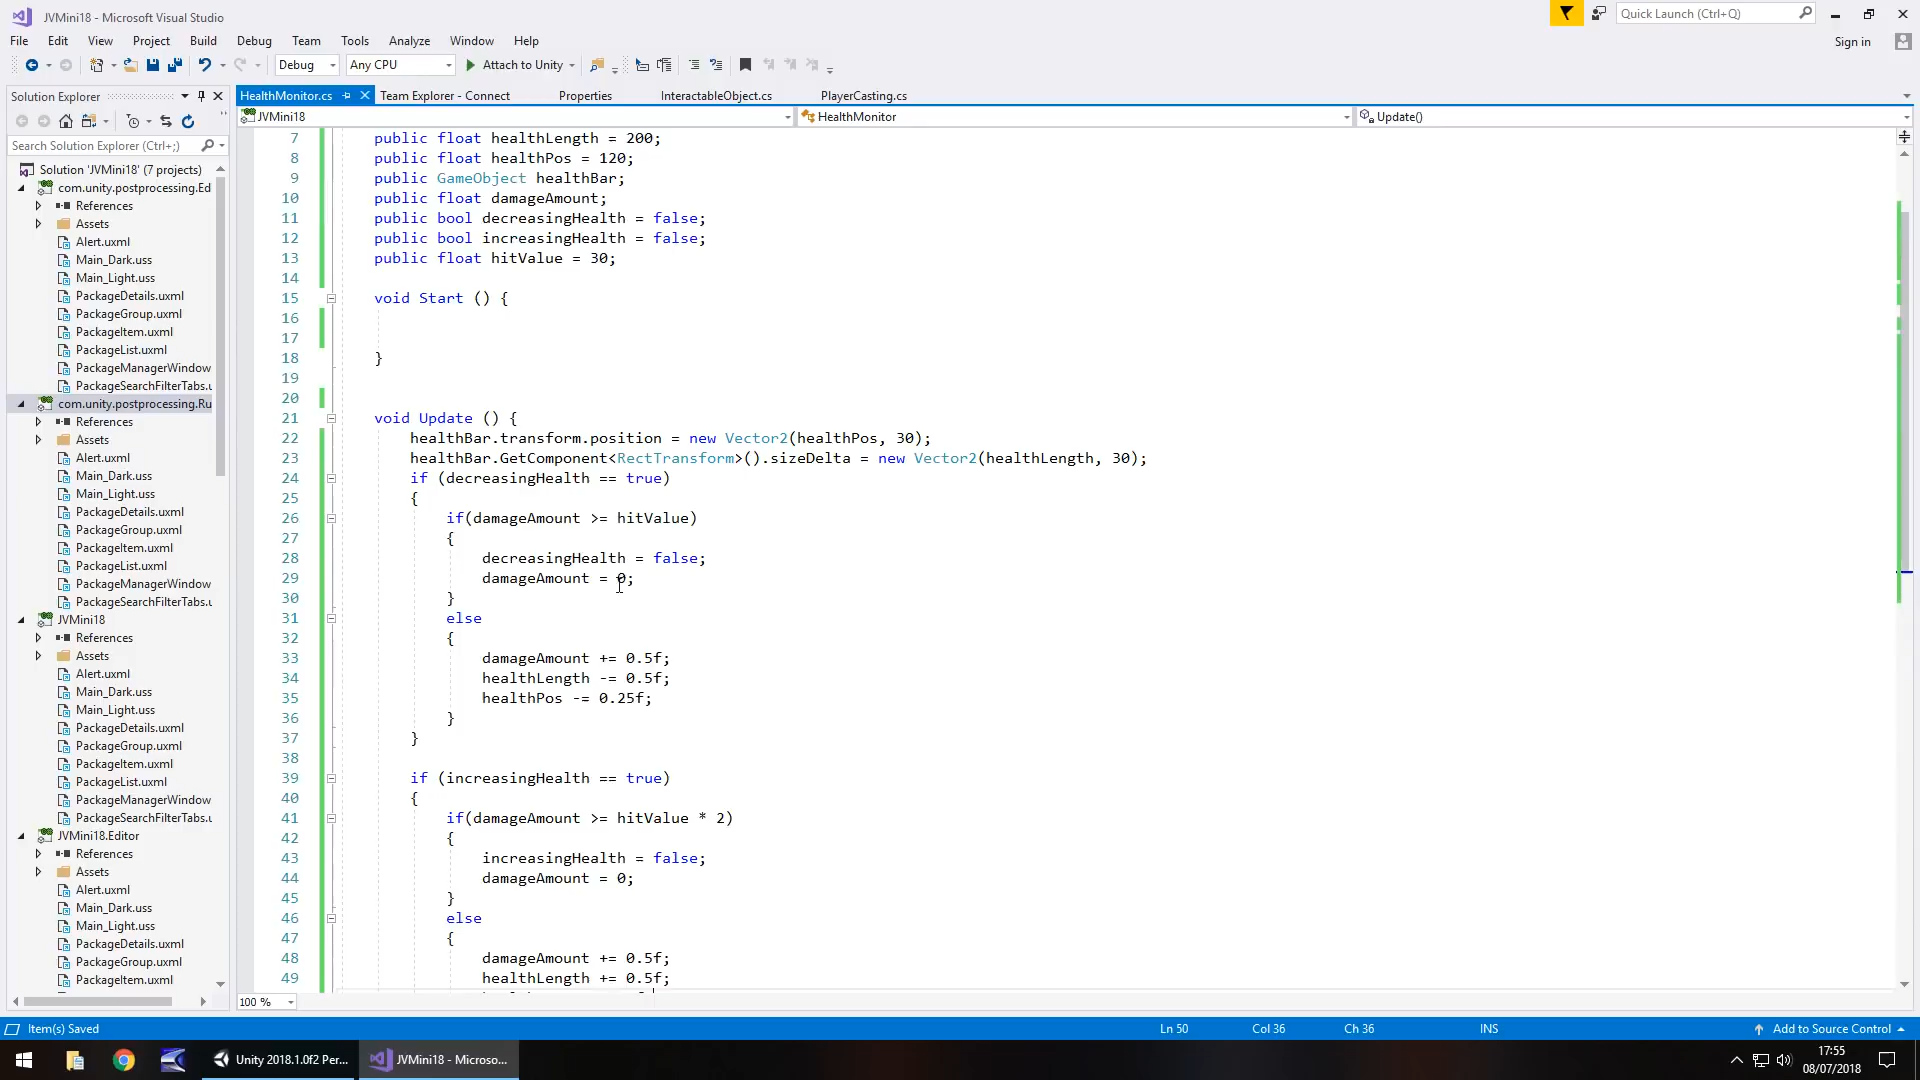 JVMini18 - Microsoft Visual Studio
Quick Launch (Ctrl+Q)
File Edit View Project Build Debug Team Tools Analyze Window Help
Sign in
Debug Any CPU Attach to Unity
Solution Explorer
HealthMonitor.cs Team Explorer - Connect Properties InteractableObject.cs PlayerCasting.cs
JVMini18 HealthMonitor Update()
Search Solution Explorer (Ctrl+;)
Solution 'JVMini18' (7 projects)
com.unity.postprocessing.Ed
References
Assets
Alert.uxml
Main_Dark.uss
Main_Light.uss
PackageDetails.uxml
PackageGroup.uxml
PackageItem.uxml
PackageList.uxml
PackageManagerWindow
PackageSearchFilterTabs.u
com.unity.postprocessing.Ru
References
Assets
Alert.uxml
Main_Dark.uss
Main_Light.uss
PackageDetails.uxml
PackageGroup.uxml
PackageItem.uxml
PackageList.uxml
PackageManagerWindow
PackageSearchFilterTabs.u
JVMini18
References
Assets
Alert.uxml
Main_Dark.uss
Main_Light.uss
PackageDetails.uxml
PackageGroup.uxml
PackageItem.uxml
PackageList.uxml
PackageManagerWindow
PackageSearchFilterTabs.u
JVMini18.Editor
References
Assets
Alert.uxml
Main_Dark.uss
Main_Light.uss
PackageDetails.uxml
PackageGroup.uxml
PackageItem.uxml
7 public float healthLength = 200;
8 public float healthPos = 120;
9 public GameObject healthBar;
10 public float damageAmount;
11 public bool decreasingHealth = false;
12 public bool increasingHealth = false;
13 public float hitValue = 30;
14
15 void Start () {
16
17
18 }
19
20
21 void Update () {
22 healthBar.transform.position = new Vector2(healthPos, 30);
23 healthBar.GetComponent<RectTransform>().sizeDelta = new Vector2(healthLength, 30);
24 if (decreasingHealth == true)
25 {
26 if(damageAmount >= hitValue)
27 {
28 decreasingHealth = false;
29 damageAmount = 0;
30 }
31 else
32 {
33 damageAmount += 0.5f;
34 healthLength -= 0.5f;
35 healthPos -= 0.25f;
36 }
37 }
38
39 if (increasingHealth == true)
40 {
41 if(damageAmount >= hitValue * 2)
42 {
43 increasingHealth = false;
44 damageAmount = 0;
45 }
46 else
47 {
48 damageAmount += 0.5f;
49 healthLength += 0.5f;
100 %
Item(s) Saved Ln 50 Col 36 Ch 36 INS Add to Source Control
Unity 2018.1.0f2 Per... JVMini18 - Microso...
17:55
08/07/2018